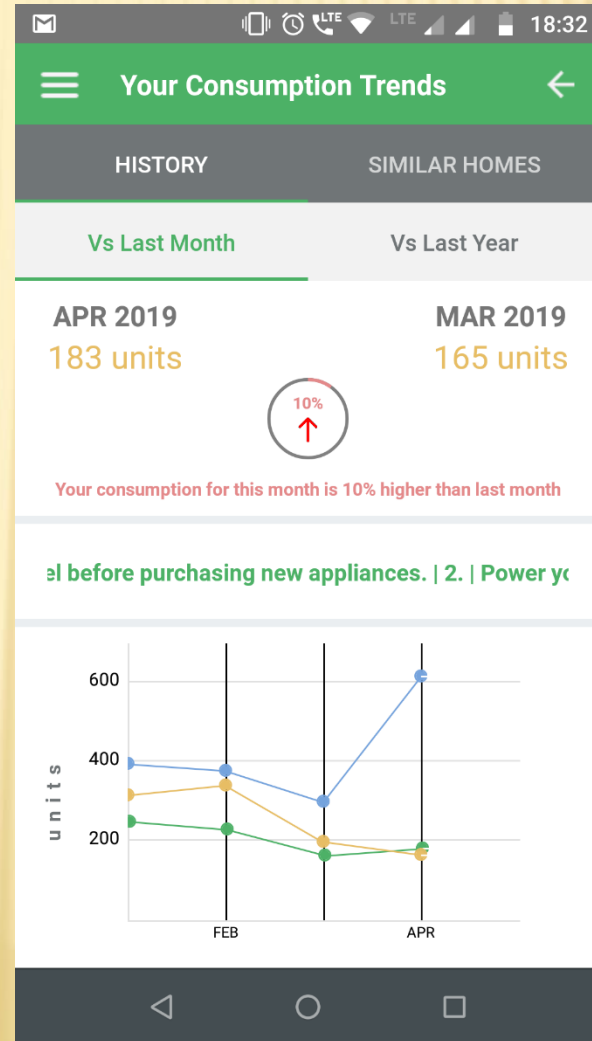 LTE LTE 18:32
Your Consumption Trends
HISTORY SIMILAR HOMES
Vs Last Month Vs Last Year
APR 2019 MAR 2019
183 units 165 units
10%
Your consumption for this month is 10% higher than last month
el before purchasing new appliances. | 2. | Power yo
600
400
200
units
FEB APR